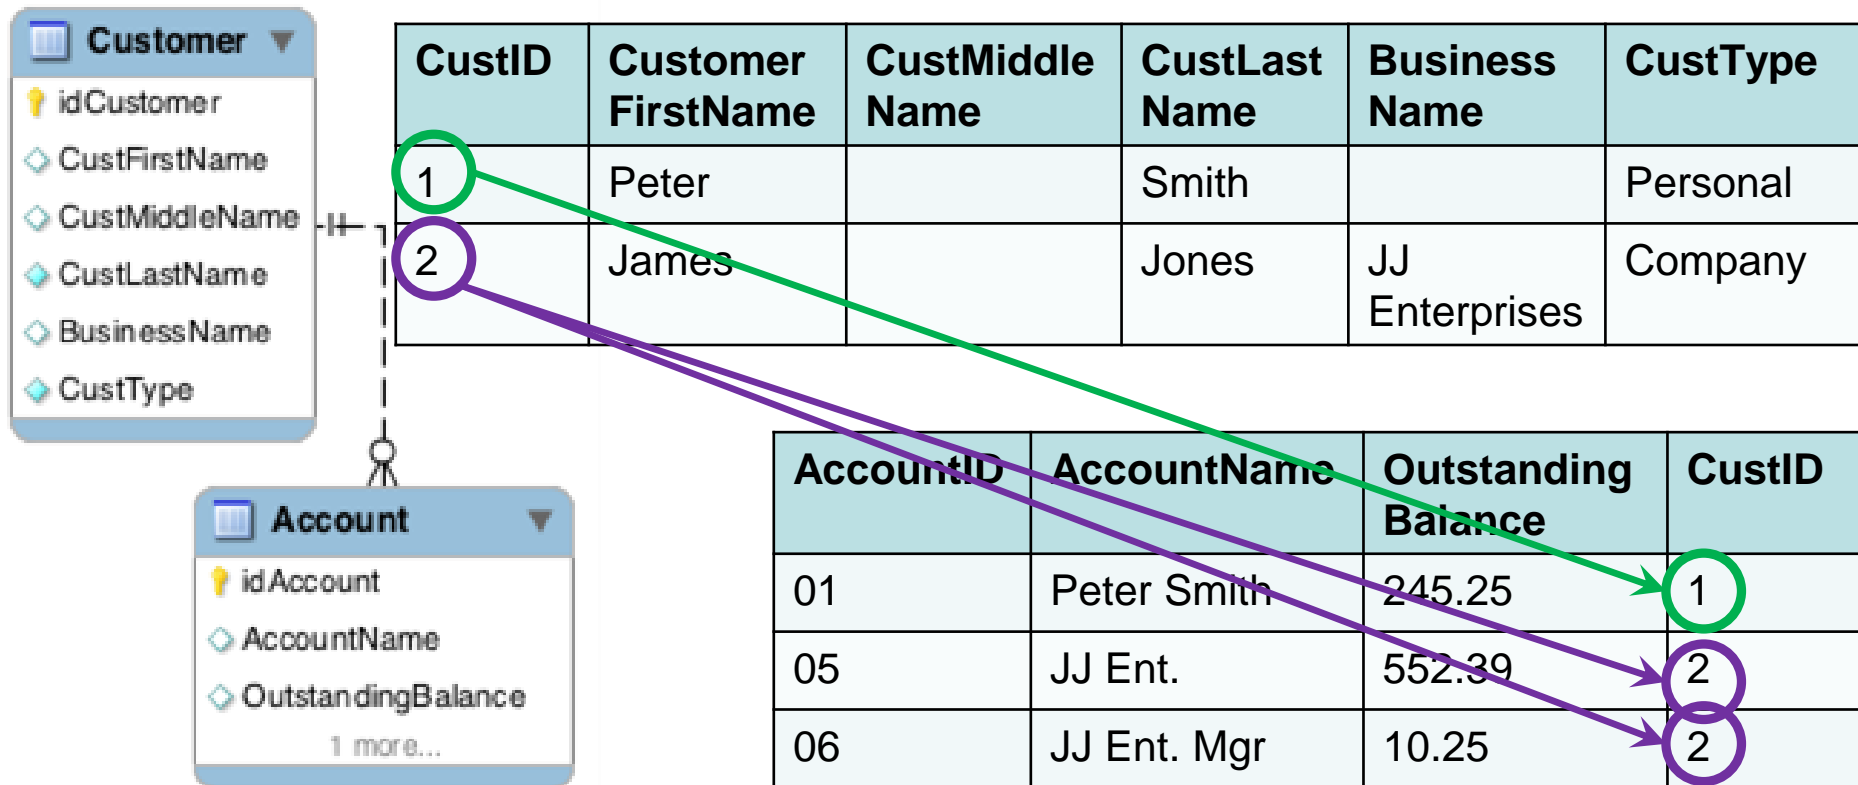 Customer
idCustomer
CustFirstName
CustMiddleName
CustLastName
BusinessName
CustType
CustID Customer FirstName CustMiddle Name CustLast Name Business Name CustType
1 Peter Smith Personal
2 James Jones JJ Enterprises Company
Account
idAccount
AccountName
OutstandingBalance
1 more...
AccountID AccountName Outstanding Balance CustID
01 Peter Smith 245.25 1
05 JJ Ent. 552.39 2
06 JJ Ent. Mgr 10.25 2